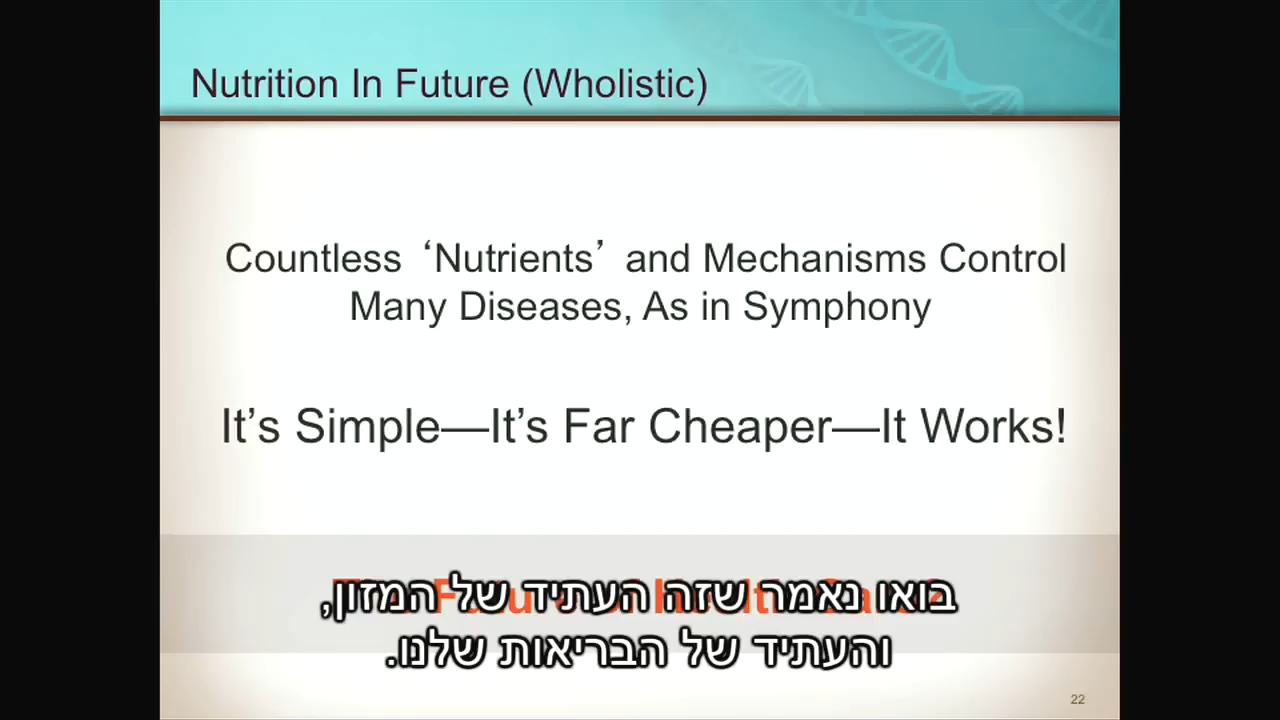 Nutrition In Future (Wholistic)
Countless ‘Nutrients’ and Mechanisms Control
Many Diseases, As in Symphony
It’s Simple—It’s Far Cheaper—It Works!
בואו נאמר שזה העתיד של המזון,
והעתיד של הבריאות שלנו.
22